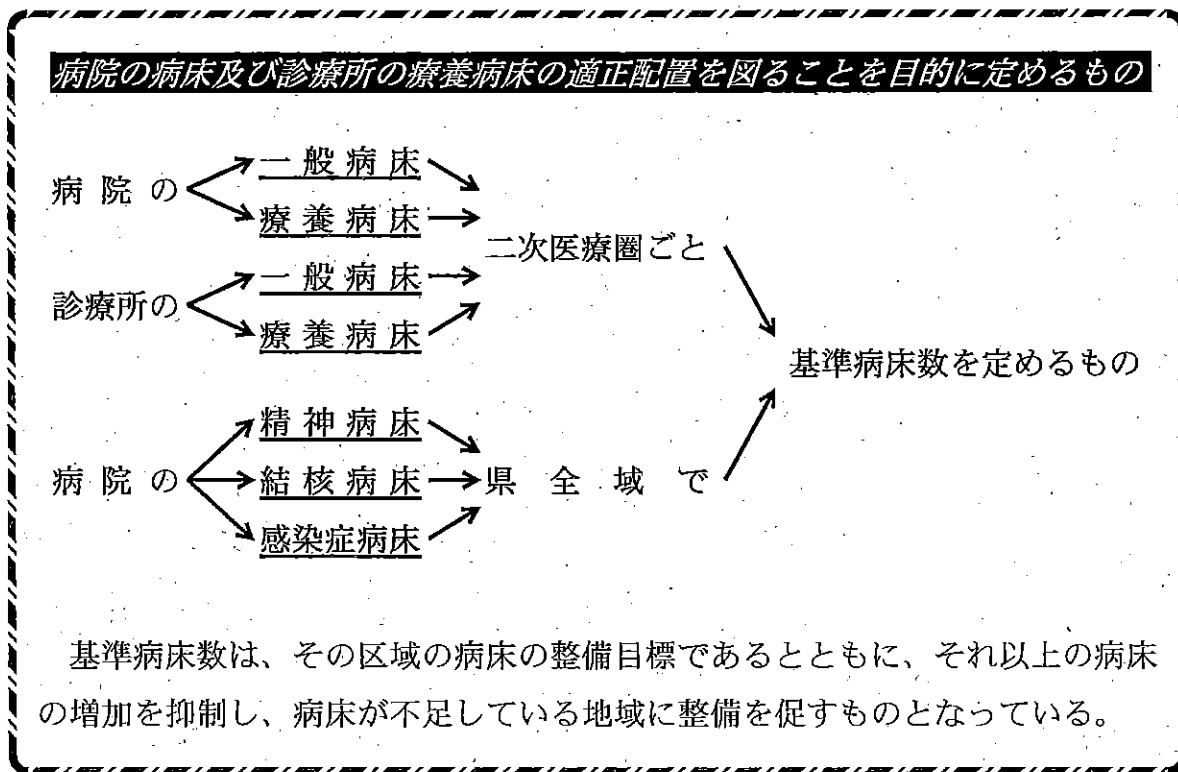 病院の病床及び診療所の療養病床の適正配置を図ることを目的に定めるもの
病院の
一般病床
療養病床
診療所の
一般病床
療養病床
二次医療圏ごと
病院の
精神病床
結核病床
感染症病床
県全域で
基準病床数を定めるもの
基準病床数は、その区域の病床の整備目標であるとともに、それ以上の病床
の増加を抑制し、病床が不足している地域に整備を促すものとなっている。